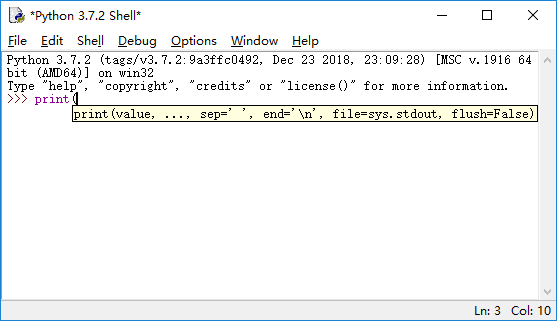 *Python 3.7.2 Shell*
File Edit Shell Debug Options Window Help
Python 3.7.2 (tags/v3.7.2:9a3ffc0492, Dec 23 2018, 23:09:28) [MSC v.1916 64
bit (AMD64)] on win32
Type "help", "copyright", "credits" or "license()" for more information.
>>> print(
print(value, ..., sep=' ', end='\n', file=sys.stdout, flush=False)
Ln: 3 Col: 10